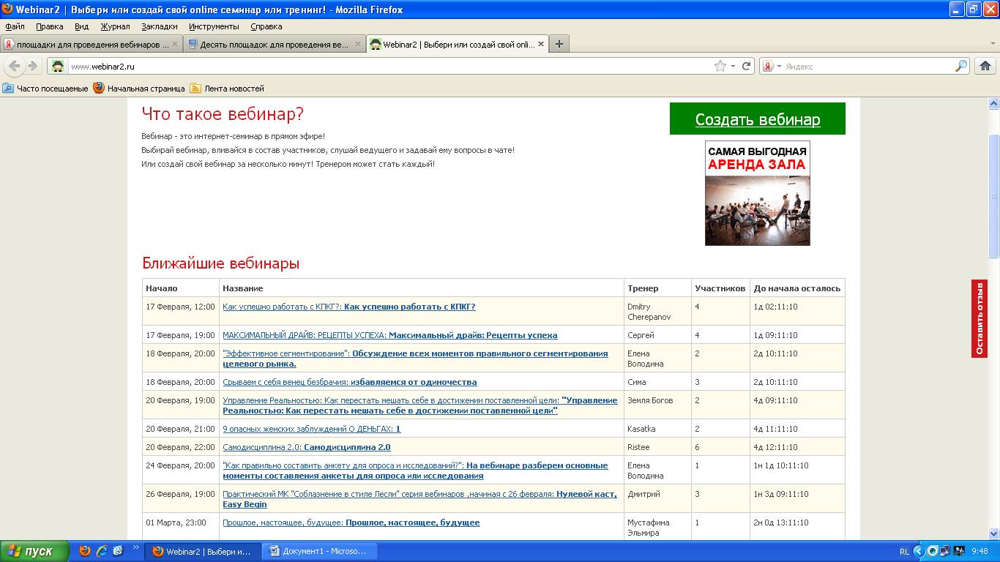 Webinar2 | Выбери или создай свой online семинар или тренинг! - Mozilla Firefox
Файл Правка Вид Журнал Закладки Инструменты Справка
площадки для проведения вебинаров ... Десять площадок для проведения ве... Webinar2 | Выбери или создай свой onli...
www.webinar2.ru Яндекс
Часто посещаемые Начальная страница Лента новостей
Что такое вебинар?
Создать вебинар
Вебинар - это интернет-семинар в прямом эфире!
Выбирай вебинар, вливайся в состав участников, слушай ведущего и задавай ему вопросы в чате!
Или создай свой вебинар за несколько минут! Тренером может стать каждый!
САМАЯ ВЫГОДНАЯ
АРЕНДА ЗАЛА
Ближайшие вебинары
Начало Название Тренер Участников До начала осталось
17 Февраля, 12:00 Как успешно работать с КПКГ?: Как успешно работать с КПКГ? Dmitry 4 1д 02:11:10
Cherepanov
17 Февраля, 19:00 МАКСИМАЛЬНЫЙ ДРАЙВ: РЕЦЕПТЫ УСПЕХА: Максимальный драйв: Рецепты успеха Сергей 4 1д 09:11:10
18 Февраля, 20:00 "Эффективное сегментирование": Обсуждение всех моментов правильного сегментирования Елена 2 2д 10:11:10
целевого рынка. Володина
18 Февраля, 20:00 Срываем с себя венец безбрачия: избавляемся от одиночества Сима 3 2д 10:11:10
20 Февраля, 19:00 Управление Реальностью: Как перестать мешать себе в достижении поставленной цели: "Управление Земля Богов 2 4д 09:11:10
Реальностью: Как перестать мешать себе в достижении поставленной цели"
20 Февраля, 21:00 9 опасных женских заблуждений О ДЕНЬГАХ: 1 Kasatka 2 4д 11:11:10
20 Февраля, 22:00 Самодисциплина 2.0: Самодисциплина 2.0 Ristee 6 4д 12:11:10
24 Февраля, 20:00 "Как правильно составить анкету для опроса и исследований?": На вебинаре разберем основные Елена 1 1н 1д 10:11:10
моменты составления анкеты для опроса или исследования Володина
26 Февраля, 19:00 Практический МК "Соблазнение в стиле Лесли" серия вебинаров ,начиная с 26 февраля: Нулевой каст, Дмитрий 3 1н 3д 09:11:10
Easy Begin
01 Марта, 23:00 Прошлое, настоящее, будущее: Прошлое, настоящее, будущее Мустафина 1 2н 0д 13:11:10
Эльмира
Оставить отзыв
пуск Webinar2 | Выбери и... Документ1 - Microso... RL 9:48